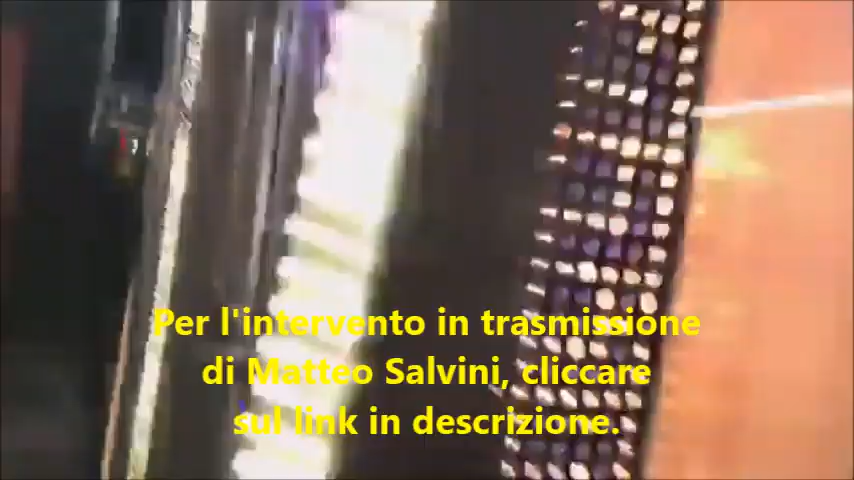 Per l'intervento in trasmissione
di Matteo Salvini, cliccare
sul link in descrizione.